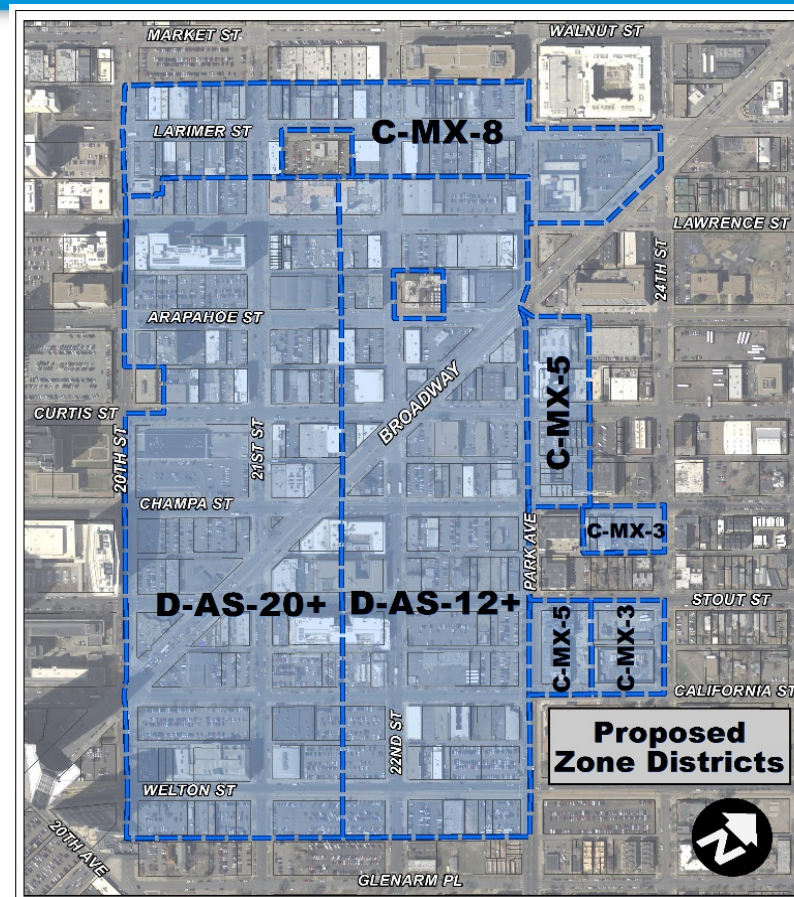 MARKET ST
WALNUT ST
LARIMER ST
C-MX-8
LAWRENCE ST
24TH ST
ARAPAHOE ST
BROADWAY
C-MX-5
CURTIS ST
20TH ST
21ST ST
CHAMPA ST
PARK AVE
C-MX-3
D-AS-20+
D-AS-12+
STOUT ST
C-MX-5
C-MX-3
CALIFORNIA ST
22ND ST
Proposed
Zone Districts
WELTON ST
20TH AVE
GLENARM PL
N